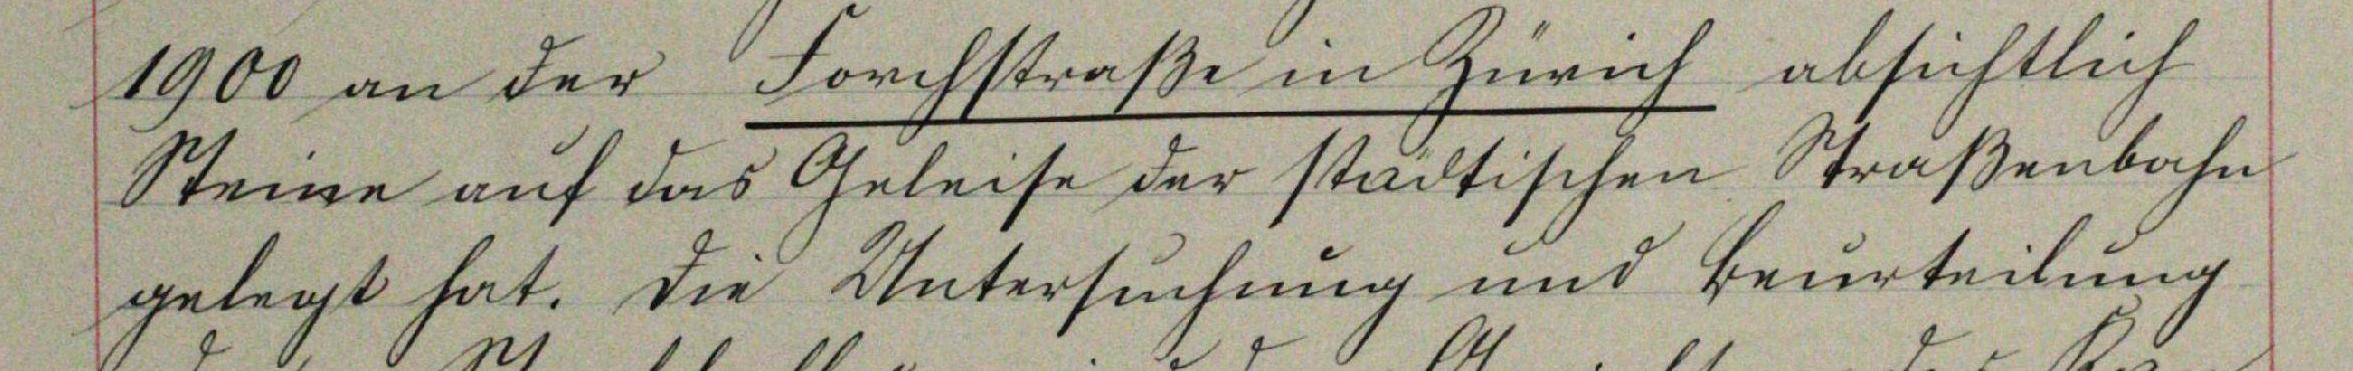 1900 an der Forchstraße in Zürich absichtlich
Steine auf das Geleise der städtischen Straßenbahn
gelegt hat. Die Untersuchung und Beurteilung